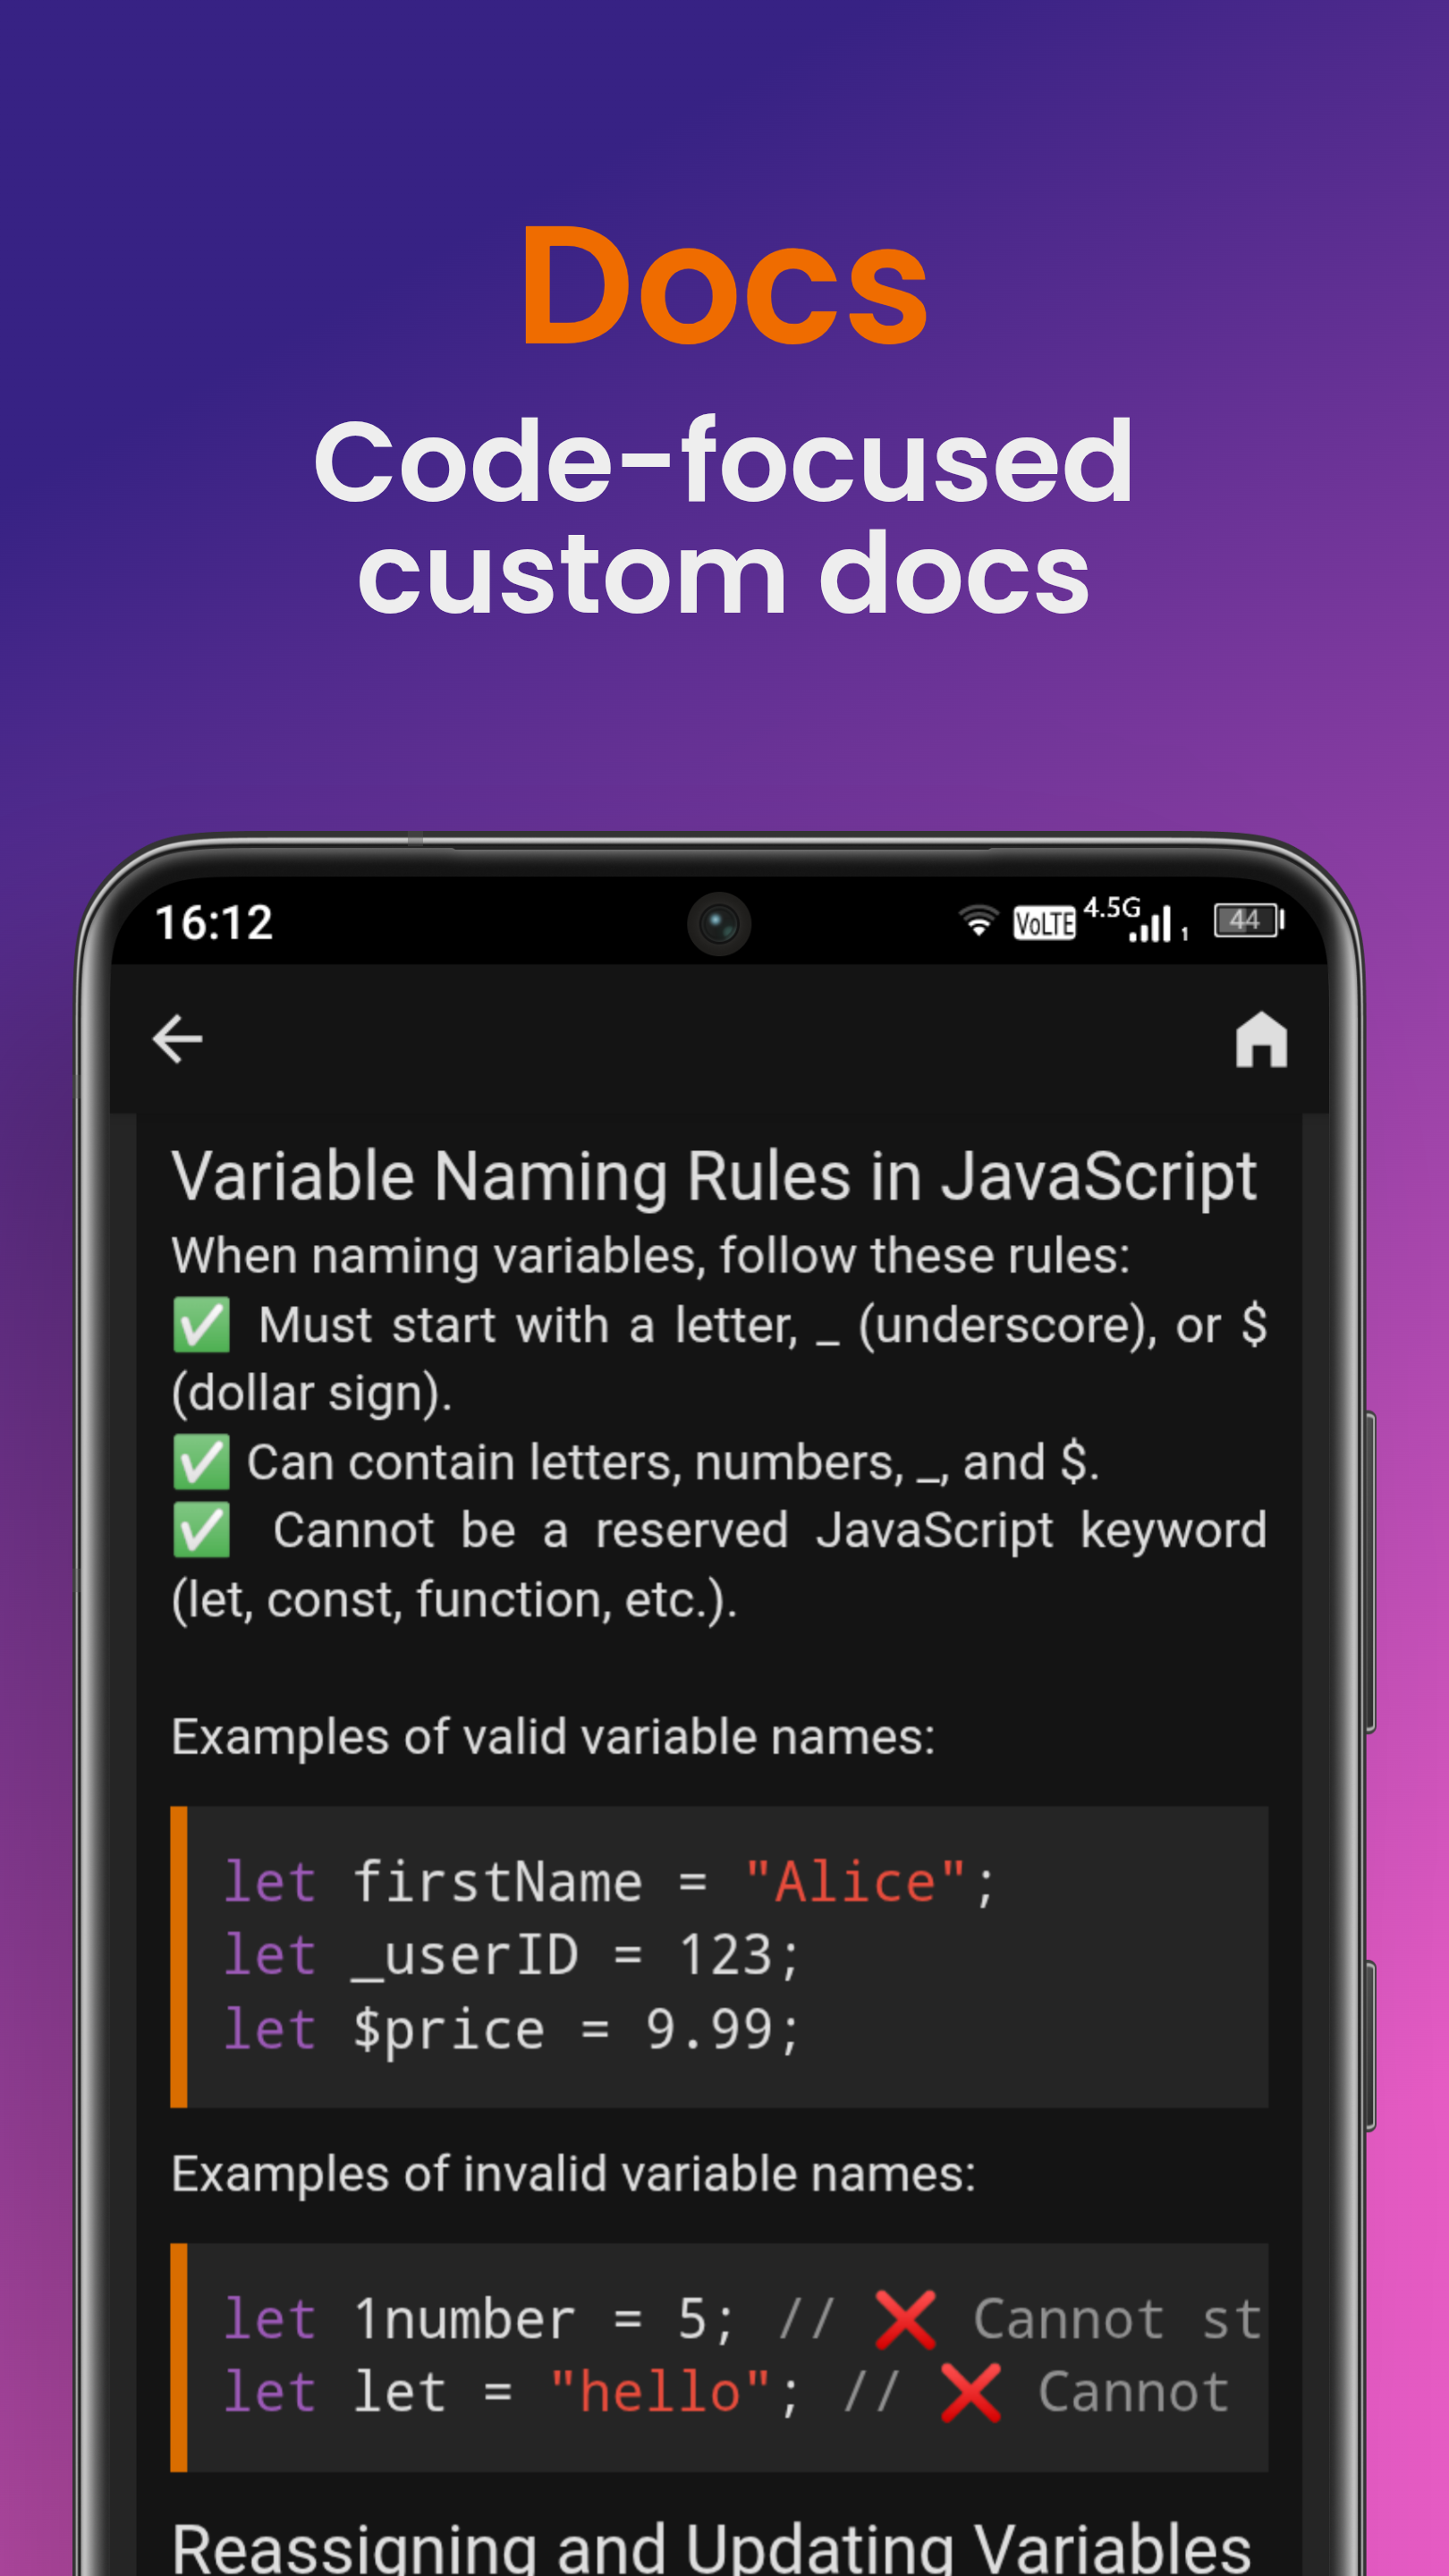 Docs
Code-focused
custom docs
16:12
VoLTE 4.5G 1 44
Variable Naming Rules in JavaScript
When naming variables, follow these rules:
✅ Must start with a letter, _ (underscore), or $
(dollar sign).
✅ Can contain letters, numbers, _, and $.
✅ Cannot be a reserved JavaScript keyword
(let, const, function, etc.).
Examples of valid variable names:
let firstName = "Alice";
let _userID = 123;
let $price = 9.99;
Examples of invalid variable names:
let 1number = 5; // ❌ Cannot st
let let = "hello"; // ❌ Cannot
Reassigning and Updating Variables